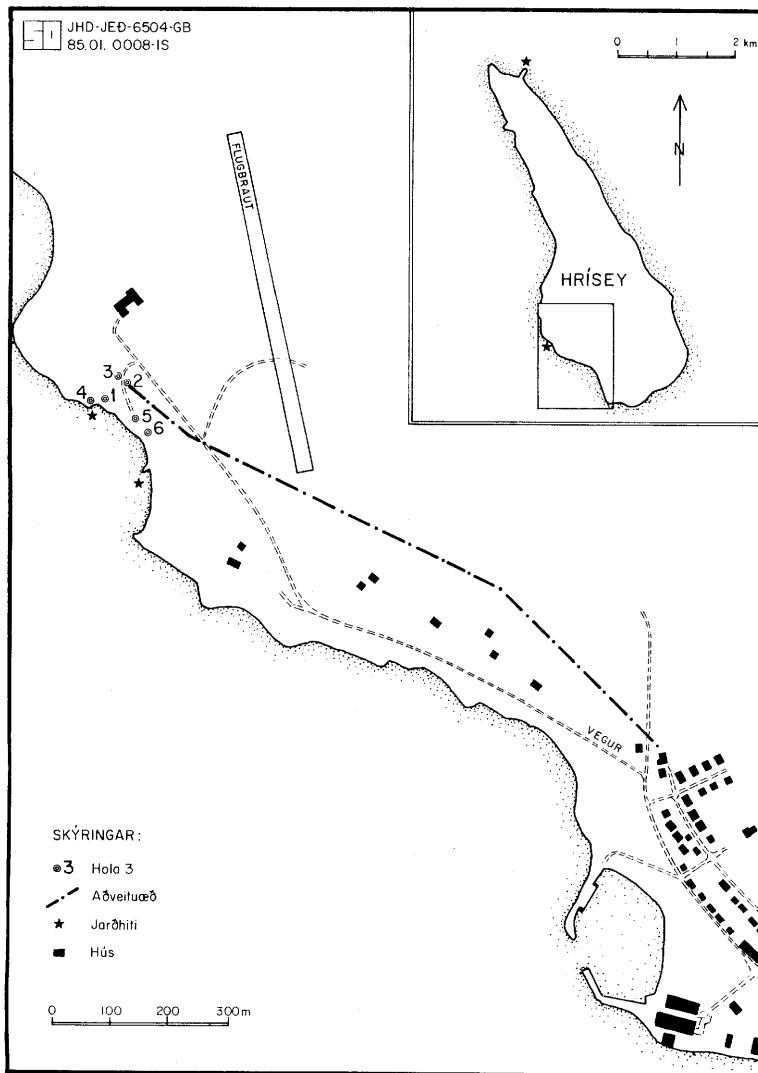 JHD-JEÐ-6504-GB
85.01. 0008-IS
0 1 2 km
N
HRÍSEY
FLUGBRAUT
3
2
4
1
5
6
VEGUR
SKÝRINGAR:
3 Hola 3
Aðveituæð
Jarðhiti
Hús
0 100 200 300 m